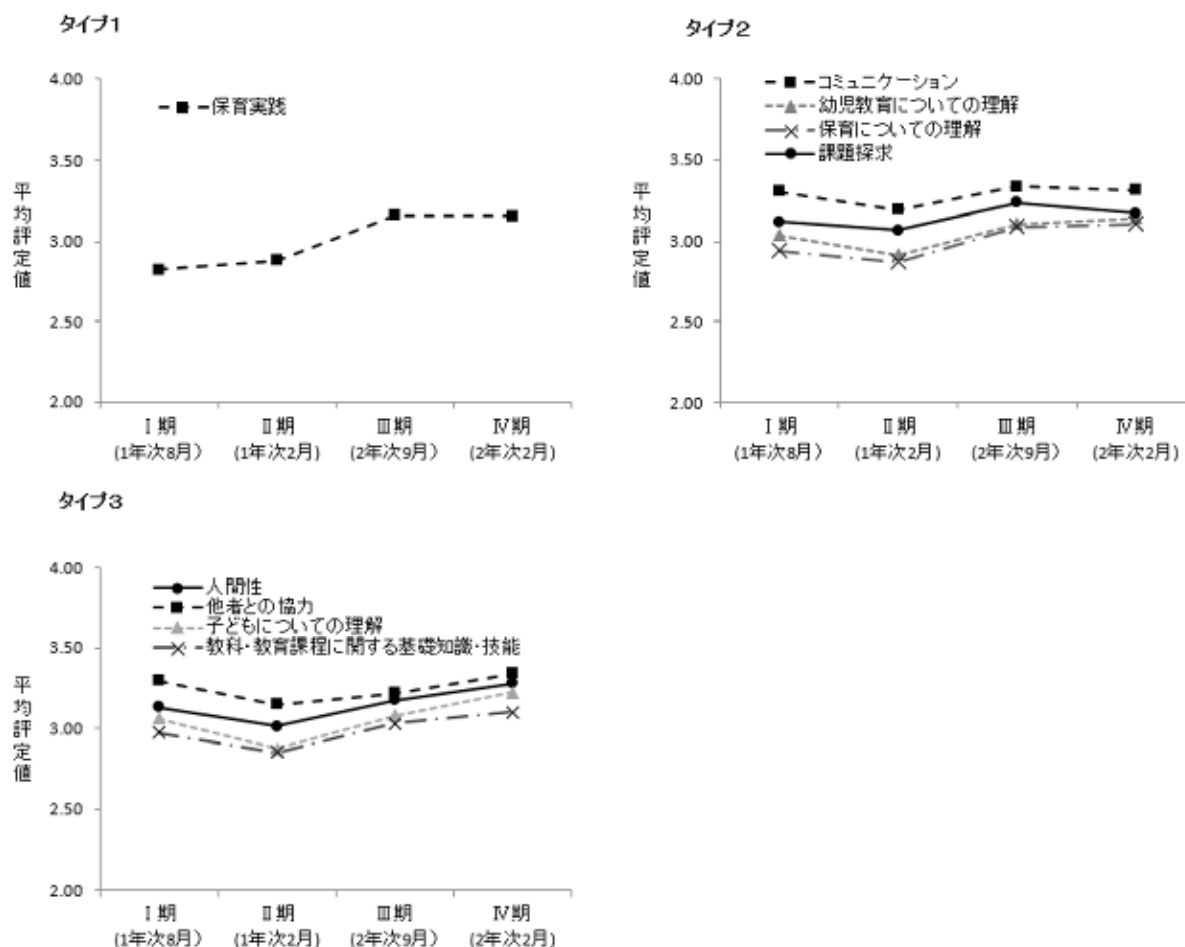 タイプ1
4.00
3.50
3.00
2.50
2.00
平均評定値
保育実践
Ⅰ期 Ⅱ期 Ⅲ期 Ⅳ期
(1年次8月) (1年次2月) (2年次9月) (2年次2月)
タイプ2
4.00
3.50
3.00
2.50
2.00
平均評定値
コミュニケーション
幼児教育についての理解
保育についての理解
課題探求
Ⅰ期 Ⅱ期 Ⅲ期 Ⅳ期
(1年次8月) (1年次2月) (2年次9月) (2年次2月)
タイプ3
4.00
3.50
3.00
2.50
2.00
平均評定値
人間性
他者との協力
子どもについての理解
教科・教育課程に関する基礎知識・技能
Ⅰ期 Ⅱ期 Ⅲ期 Ⅳ期
(1年次8月) (1年次2月) (2年次9月) (2年次2月)